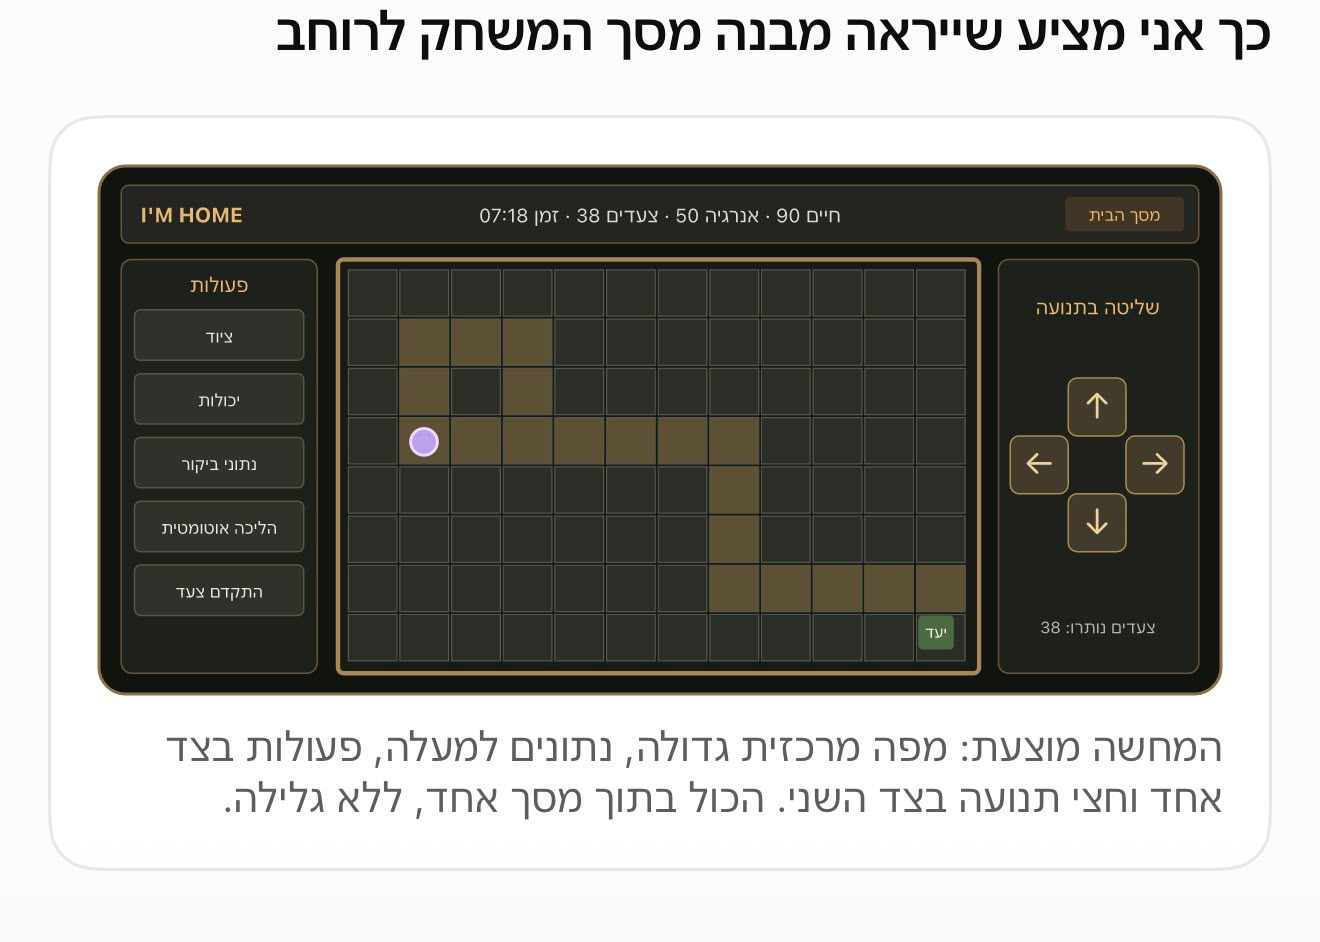 כך אני מציע שייראה מבנה מסך המשחק לרוחב
מסך הבית
חיים 90 · אנרגיה 50 · צעדים 38 · זמן 07:18
I'M HOME
שליטה בתנועה
↑
← →
↓
צעדים נותרו: 38
יעד
פעולות
ציוד
יכולות
נתוני ביקור
הליכה אוטומטית
התקדם צעד
המחשה מוצעת: מפה מרכזית גדולה, נתונים למעלה, פעולות בצד
אחד וחצי תנועה בצד השני. הכול בתוך מסך אחד, ללא גלילה.